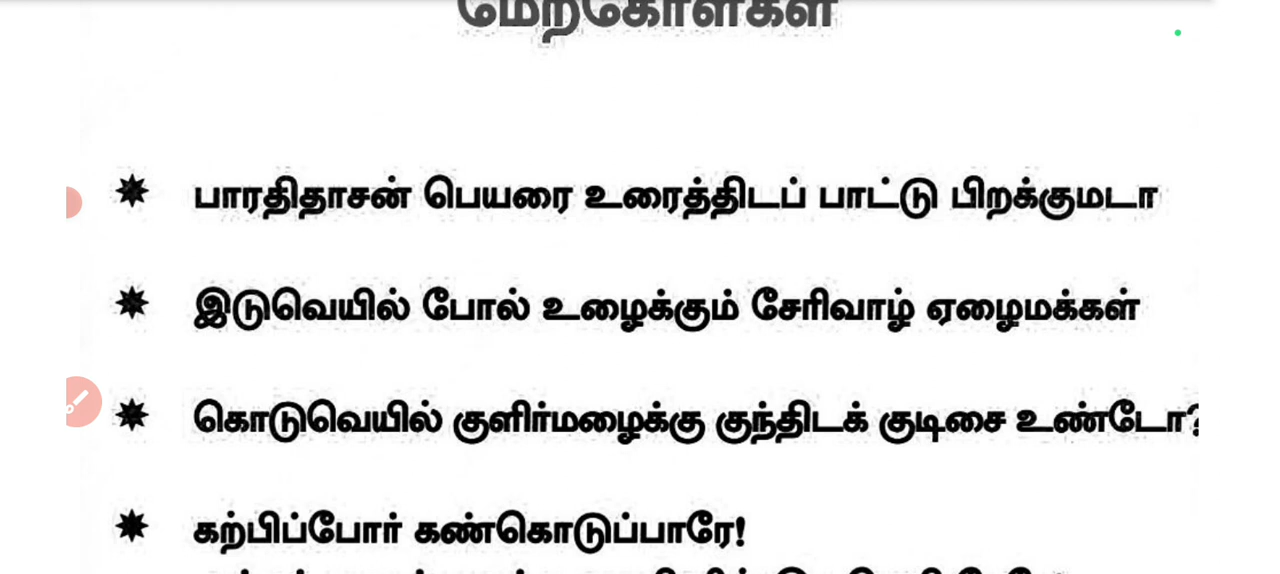 மேற்கோள்கள்
பாரதிதாசன் பெயரை உரைத்திடப் பாட்டு பிறக்குமடா
இடுவெயில் போல் உழைக்கும் சேரிவாழ் ஏழைமக்கள்
கொடுவெயில் குளிர்மழைக்கு குந்திடக் குடிசை உண்டோ?
கற்பிப்போர் கண்கொடுப்பாரே!